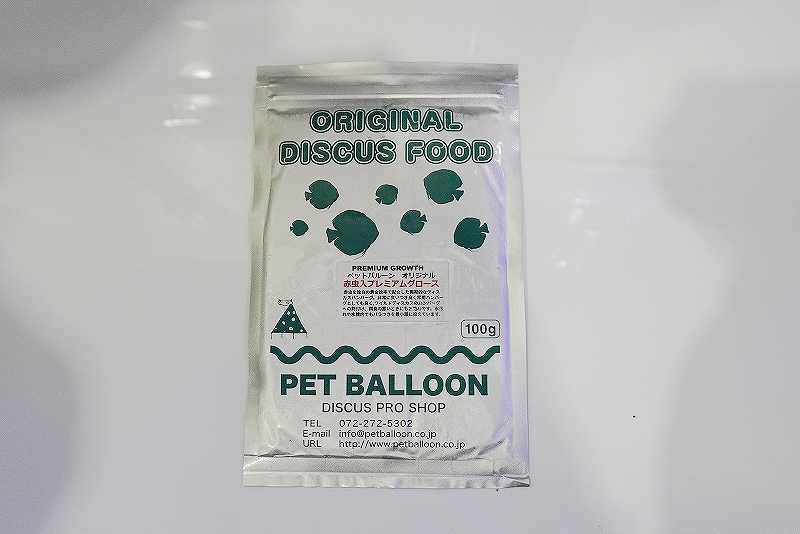 ORIGINAL
DISCUS FOOD
PREMIUM GROWTH
ペットバルーン オリジナル
赤虫入プレミアムグロース
100g
PET BALLOON
DISCUS PRO SHOP
TEL 072-272-5302
E-mail info@petballoon.co.jp
URL http://www.petballoon.co.jp